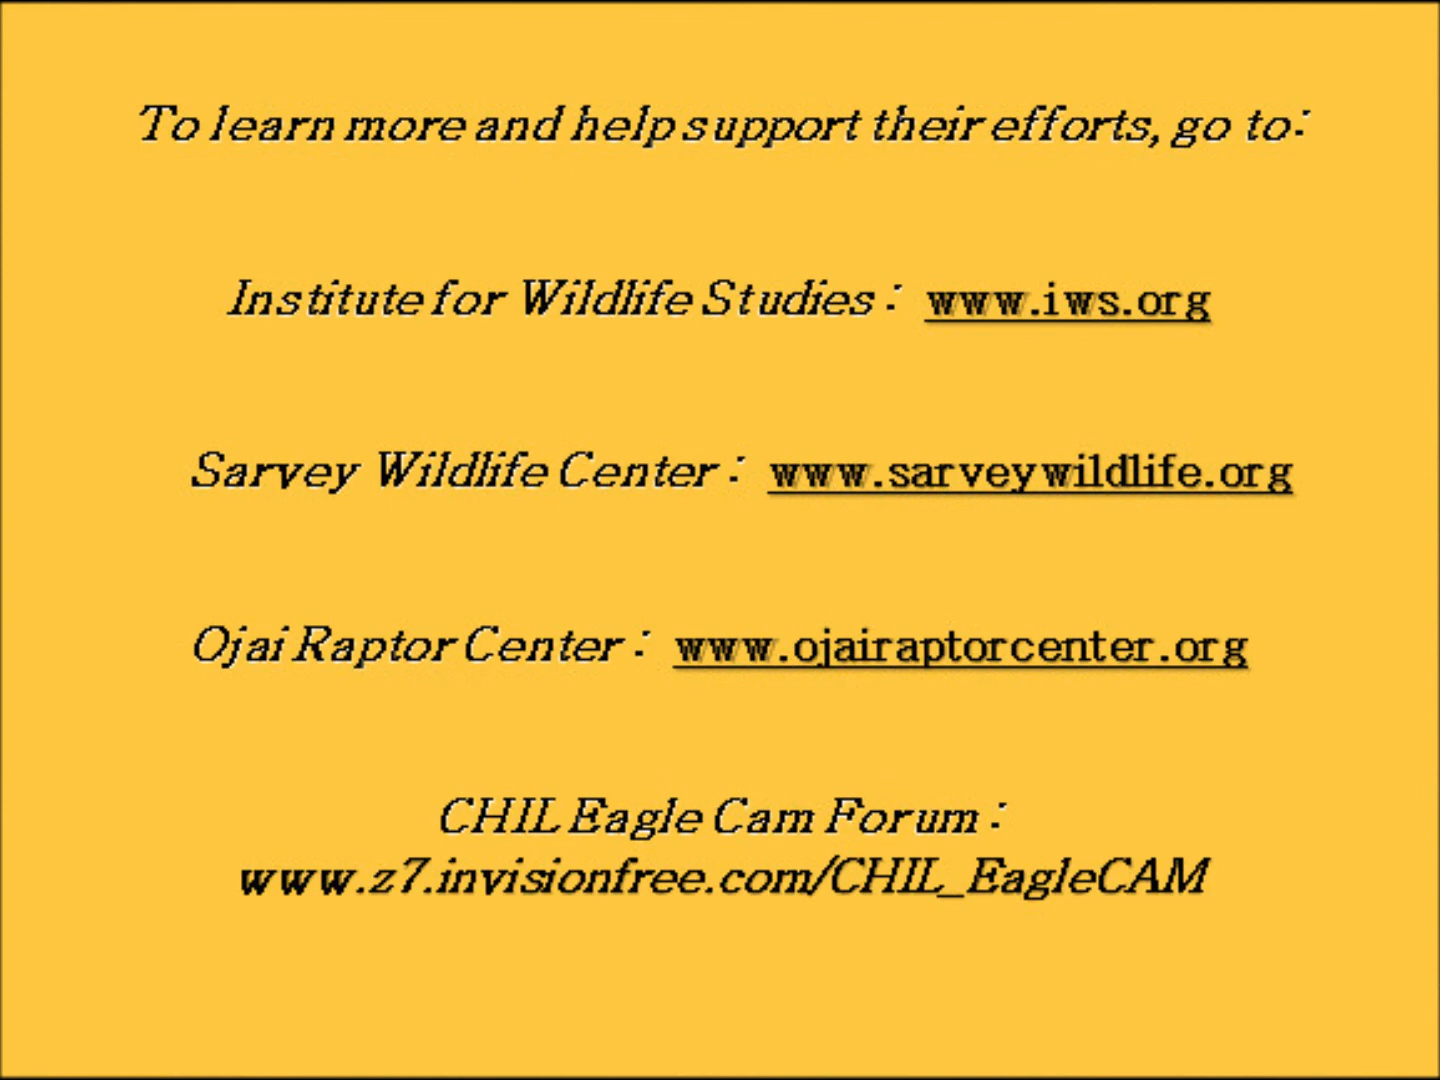 To learn more and help support their efforts, go to:
Institute for Wildlife Studies : www.iws.org
Sarvey Wildlife Center : www.sarveywildlife.org
Ojai Raptor Center : www.ojairaptorcenter.org
CHIL Eagle Cam Forum :
www.z7.invisionfree.com/CHIL_EagleCAM